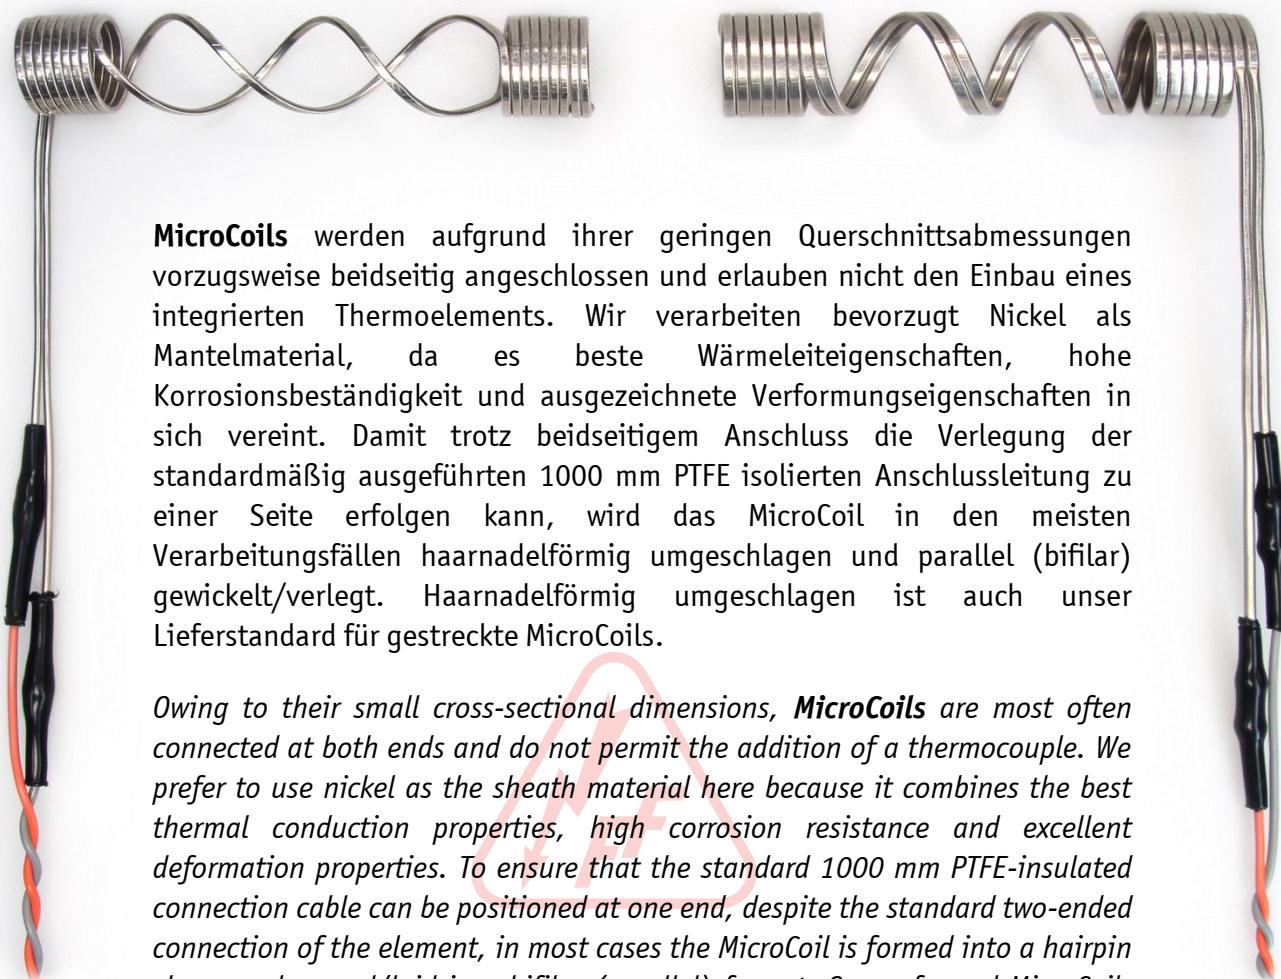 MicroCoils werden aufgrund ihrer geringen Querschnittsabmessungen
vorzugsweise beidseitig angeschlossen und erlauben nicht den Einbau eines
integrierten Thermoelements. Wir verarbeiten bevorzugt Nickel als
Mantelmaterial, da es beste Wärmeleiteigenschaften, hohe
Korrosionsbeständigkeit und ausgezeichnete Verformungseigenschaften in
sich vereint. Damit trotz beidseitigem Anschluss die Verlegung der
standardmäßig ausgeführten 1000 mm PTFE isolierten Anschlussleitung zu
einer Seite erfolgen kann, wird das MicroCoil in den meisten
Verarbeitungsfällen haarnadelförmig umgeschlagen und parallel (bifilar)
gewickelt/verlegt. Haarnadelförmig umgeschlagen ist auch unser
Lieferstandard für gestreckte MicroCoils.
Owing to their small cross-sectional dimensions, MicroCoils are most often
connected at both ends and do not permit the addition of a thermocouple. We
prefer to use nickel as the sheath material here because it combines the best
thermal conduction properties, high corrosion resistance and excellent
deformation properties. To ensure that the standard 1000 mm PTFE-insulated
connection cable can be positioned at one end, despite the standard two-ended
connection of the element, in most cases the MicroCoil is formed into a hairpin